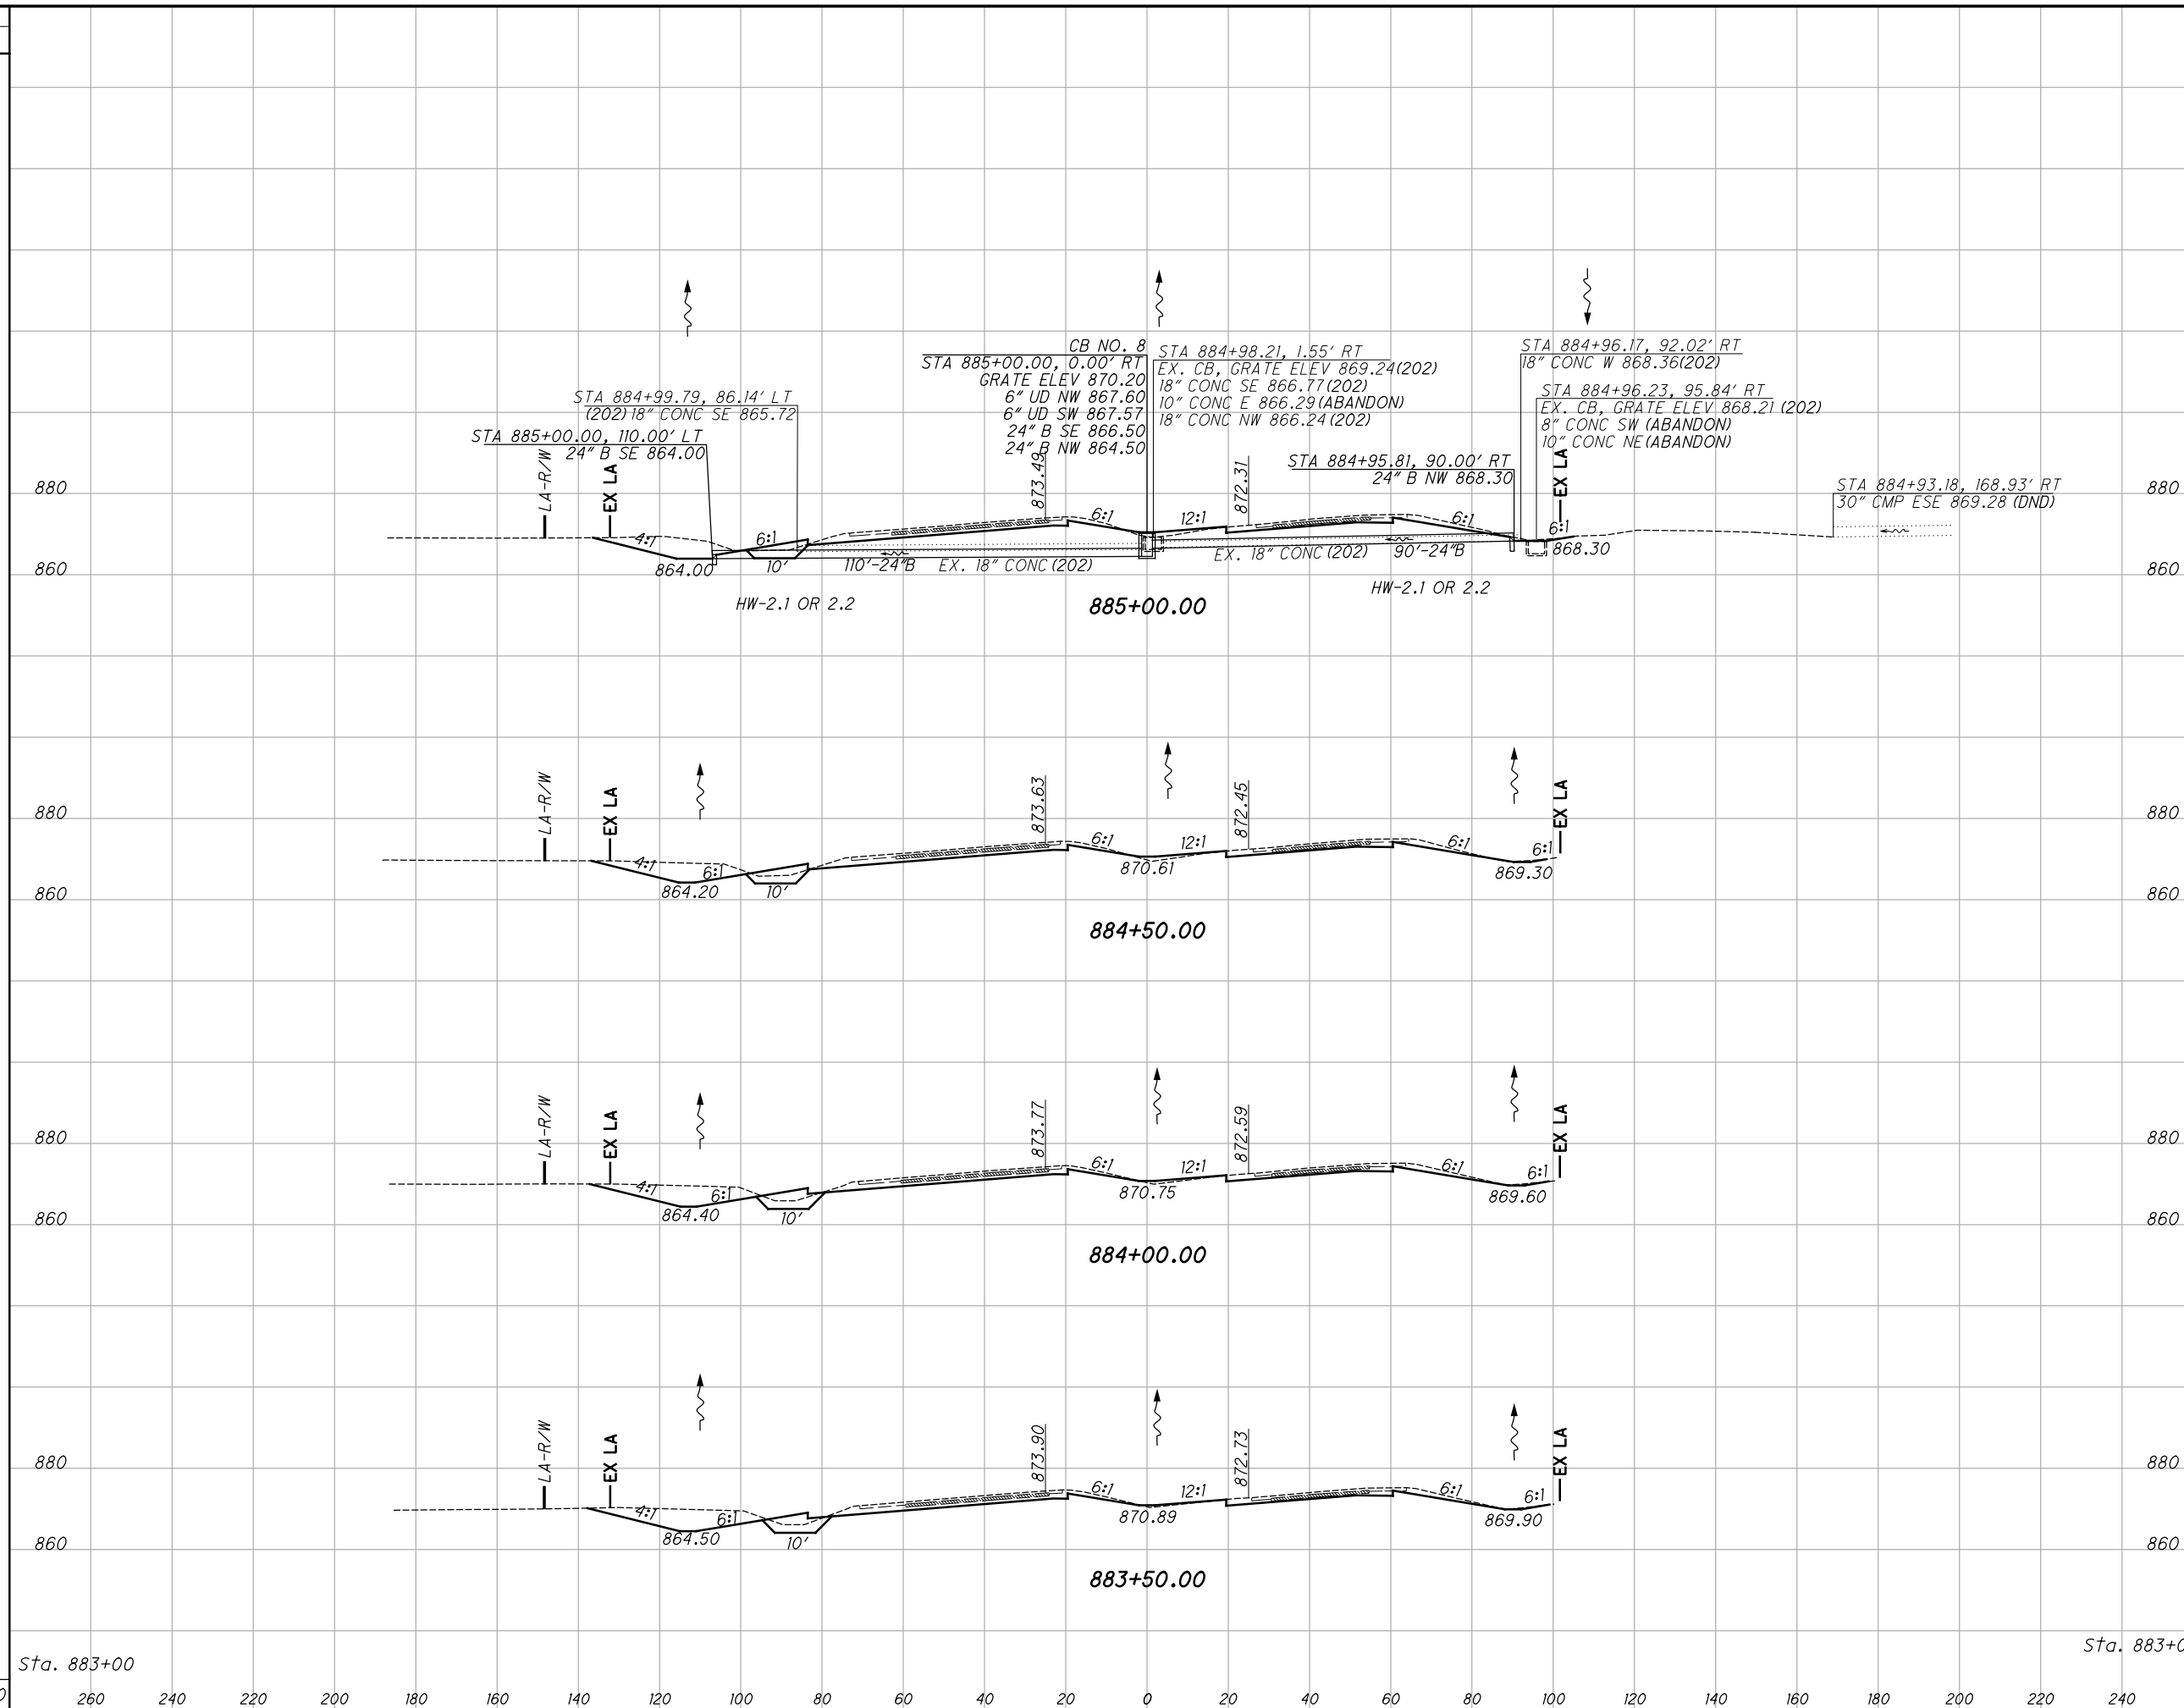 CB NO. 8
STA 885+00.00, 0.00' RT
GRATE ELEV 870.20
6" UD NW 867.60
6" UD SW 867.57
24" B SE 866.50
24" B NW 864.50
STA 884+98.21, 1.55' RT
EX. CB, GRATE ELEV 869.24(202)
18" CONC SE 866.77(202)
10" CONC E 866.29(ABANDON)
18" CONC NW 866.24(202)
STA 884+96.17, 92.02' RT
18" CONC W 868.36(202)
STA 884+96.23, 95.84' RT
EX. CB, GRATE ELEV 868.21 (202)
8" CONC SW (ABANDON)
10" CONC NE(ABANDON)
STA 884+99.79, 86.14' LT
(202) 18" CONC SE 865.72
STA 885+00.00, 110.00' LT
24" B SE 864.00
STA 884+95.81, 90.00' RT
24" B NW 868.30
STA 884+93.18, 168.93' RT
30" CMP ESE 869.28 (DND)
LA-R/W
EX LA
873.49
872.31
EX LA
880
880
4:1
6:1
6:1
12:1
6:1
6:1
864.00
10'
110'-24"B
EX. 18" CONC(202)
EX. 18" CONC (202)
90'-24"B
868.30
860
860
HW-2.1 OR 2.2
HW-2.1 OR 2.2
885+00.00
LA-R/W
EX LA
873.63
872.45
EX LA
880
880
4:1
6:1
6:1
12:1
6:1
6:1
864.20
10'
870.61
869.30
860
860
884+50.00
LA-R/W
EX LA
873.77
872.59
EX LA
880
880
4:1
6:1
6:1
12:1
6:1
6:1
864.40
10'
870.75
869.60
860
860
884+00.00
LA-R/W
EX LA
873.90
872.73
EX LA
880
880
4:1
6:1
6:1
12:1
6:1
6:1
864.50
10'
870.89
869.90
860
860
883+50.00
Sta. 883+00
Sta. 883+0
260 240 220 200 180 160 140 120 100 80 60 40 20 0 20 40 60 80 100 120 140 160 180 200 220 240